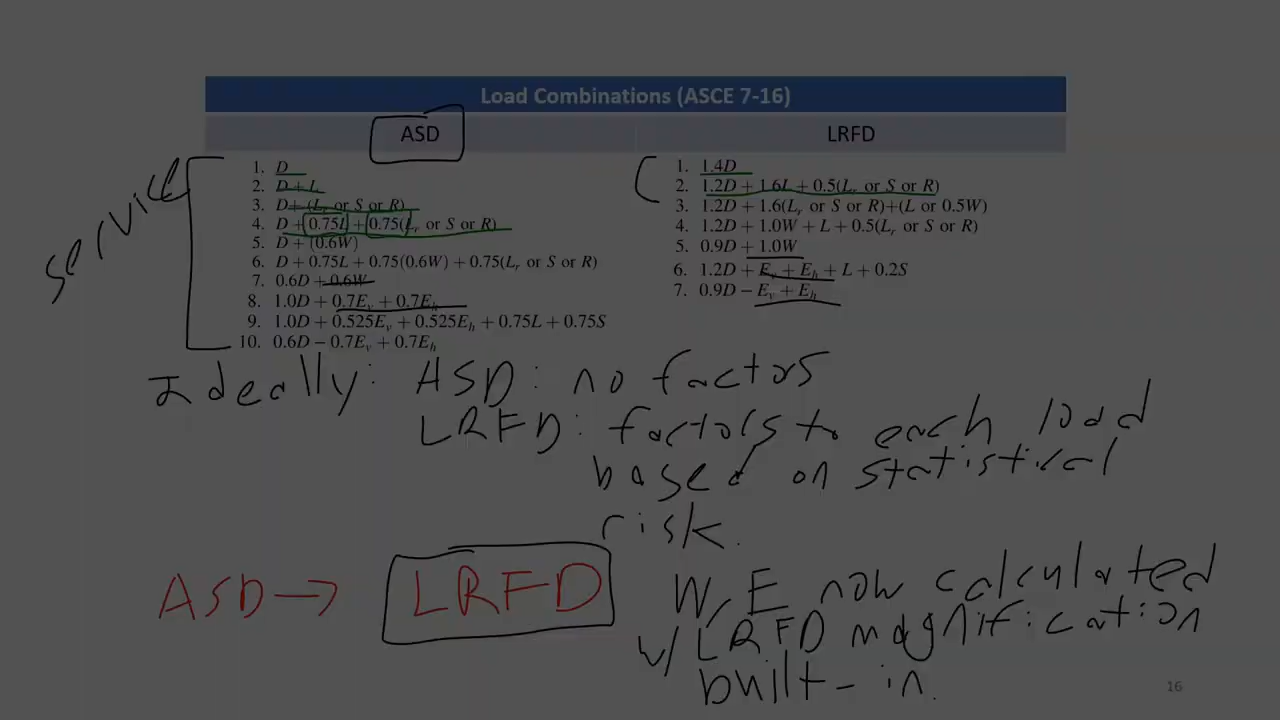 Load Combinations (ASCE 7-16)
ASD
LRFD
service
1. D
2. D + L
3. D + (Lr or S or R)
4. D + 0.75L + 0.75(Lr or S or R)
5. D + (0.6W)
6. D + 0.75L + 0.75(0.6W) + 0.75(Lr or S or R)
7. 0.6D + 0.6W
8. 1.0D + 0.7Ev + 0.7Eh
9. 1.0D + 0.525Ev + 0.525Eh + 0.75L + 0.75S
10. 0.6D − 0.7Ev + 0.7Eh
1. 1.4D
2. 1.2D + 1.6L + 0.5(Lr or S or R)
3. 1.2D + 1.6(Lr or S or R)+(L or 0.5W)
4. 1.2D + 1.0W + L + 0.5(Lr or S or R)
5. 0.9D + 1.0W
6. 1.2D + Ev + Eh + L + 0.2S
7. 0.9D − Ev + Eh
Ideally: ASD: no factors
LRFD: factors to each load
based on statistical
risk.
ASD → LRFD
W, E now calculated
w/ LRFD magnification
built-in.
16